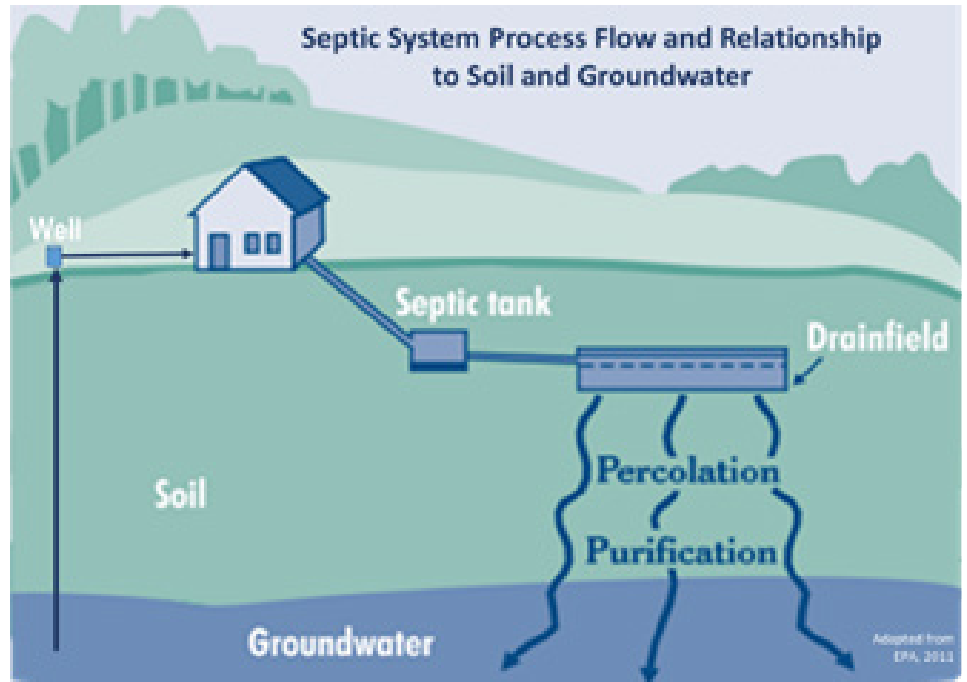 Septic System Process Flow and Relationship
to Soil and Groundwater
Well
Septic tank
Drainfield
Percolation
Soil
Purification
Groundwater
Adapted from
EPA, 2011